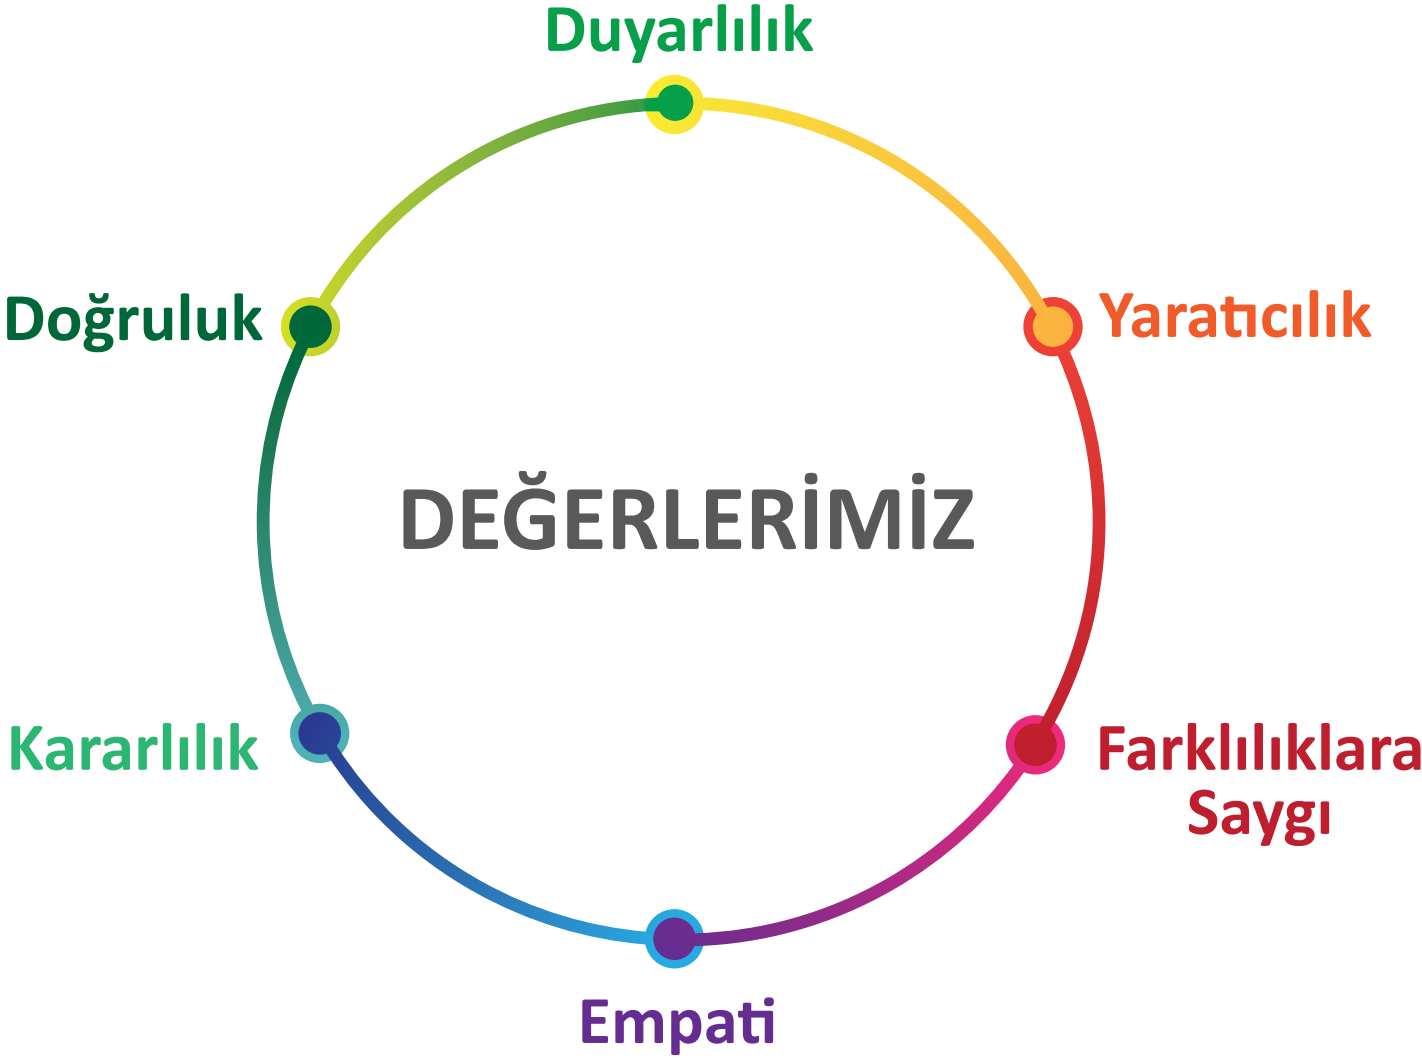 Duyarlılık
Doğruluk
Yaratıcılık
DEĞERLERİMİZ
Kararlılık
Farklılıklara
Saygı
Empati